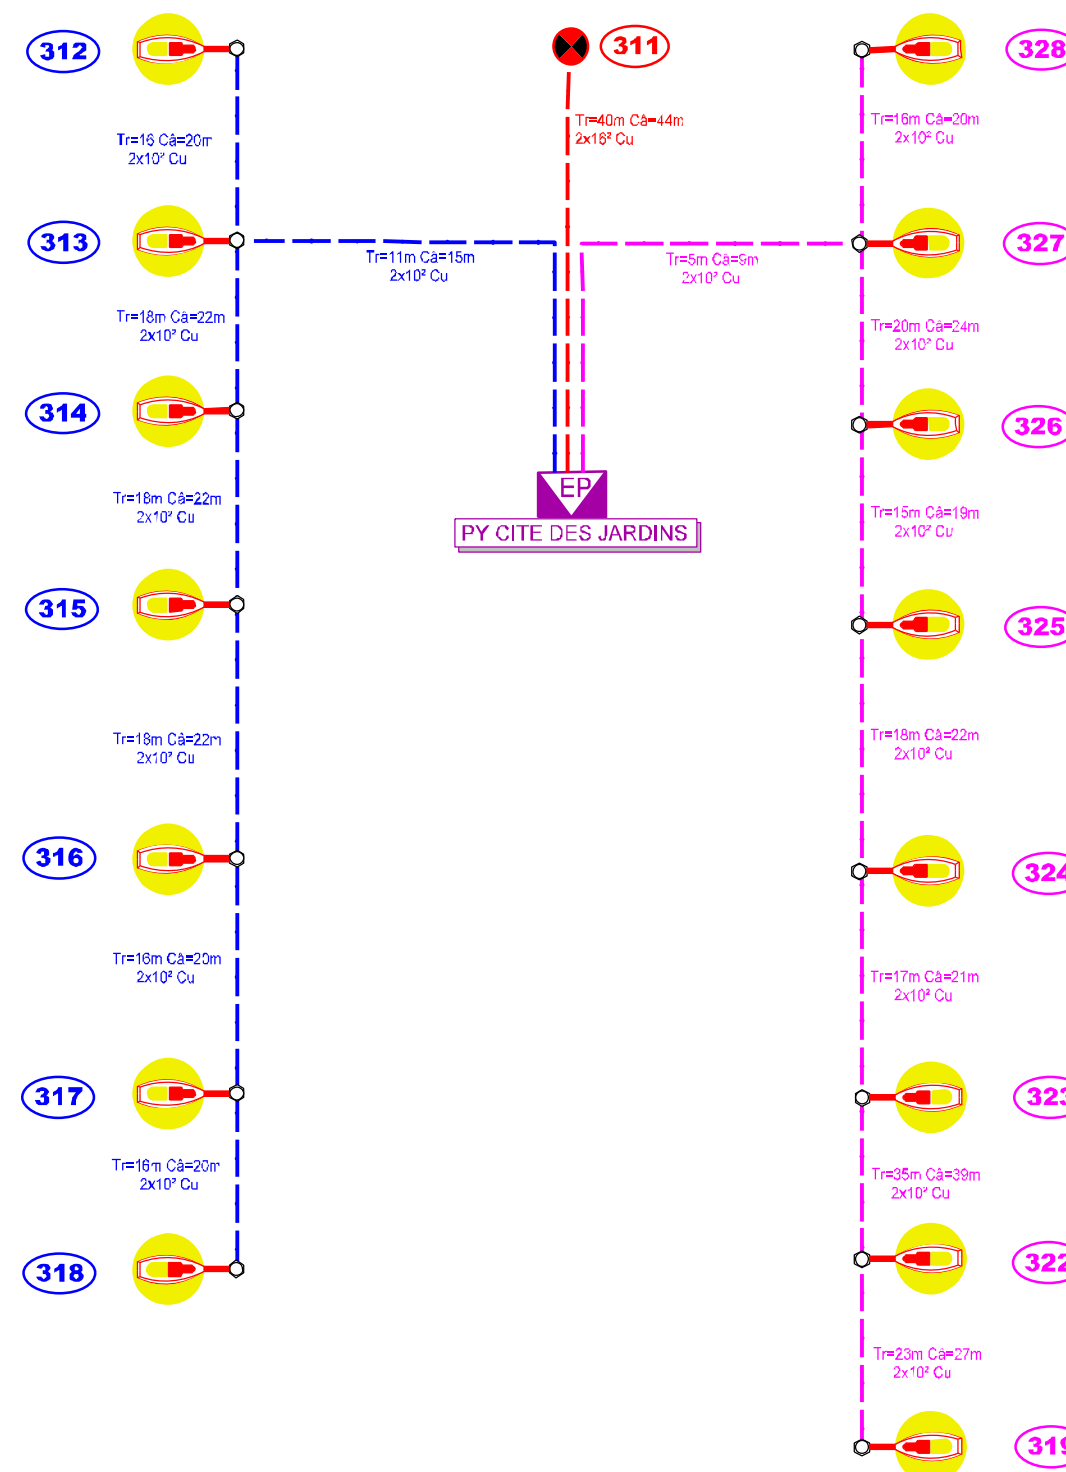 312
311
328
Tr=16 Câ=20m
2x10² Cu
Tr=40m Câ=44m
2x16² Cu
Tr=16m Câ=20m
2x10² Cu
313
327
Tr=11m Câ=15m
2x10² Cu
Tr=5m Câ=9m
2x10² Cu
Tr=18m Câ=22m
2x10² Cu
Tr=20m Câ=24m
2x10² Cu
314
326
EP
PY CITE DES JARDINS
Tr=18m Câ=22m
2x10² Cu
Tr=15m Câ=19m
2x10² Cu
315
325
Tr=18m Câ=22m
2x10² Cu
Tr=18m Câ=22m
2x10² Cu
316
324
Tr=16m Câ=20m
2x10² Cu
Tr=17m Câ=21m
2x10² Cu
317
323
Tr=16m Câ=20m
2x10² Cu
Tr=35m Câ=39m
2x10² Cu
318
322
Tr=23m Câ=27m
2x10² Cu
319